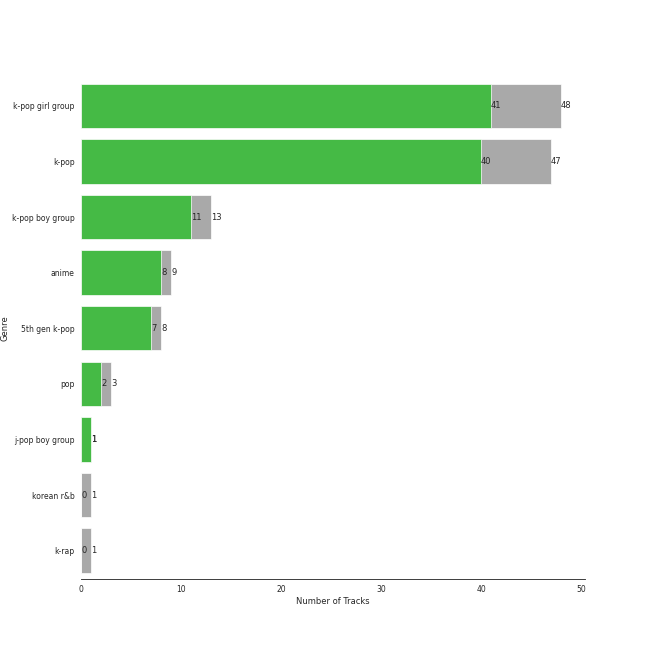 k-pop girl group 41 48
k-pop 40 47
k-pop boy group 11 13
anime 8 9
5th gen k-pop 7 8
pop 2 3
j-pop boy group 1
korean r&b 0 1
k-rap 0 1
Genre
0 10 20 30 40 50
Number of Tracks